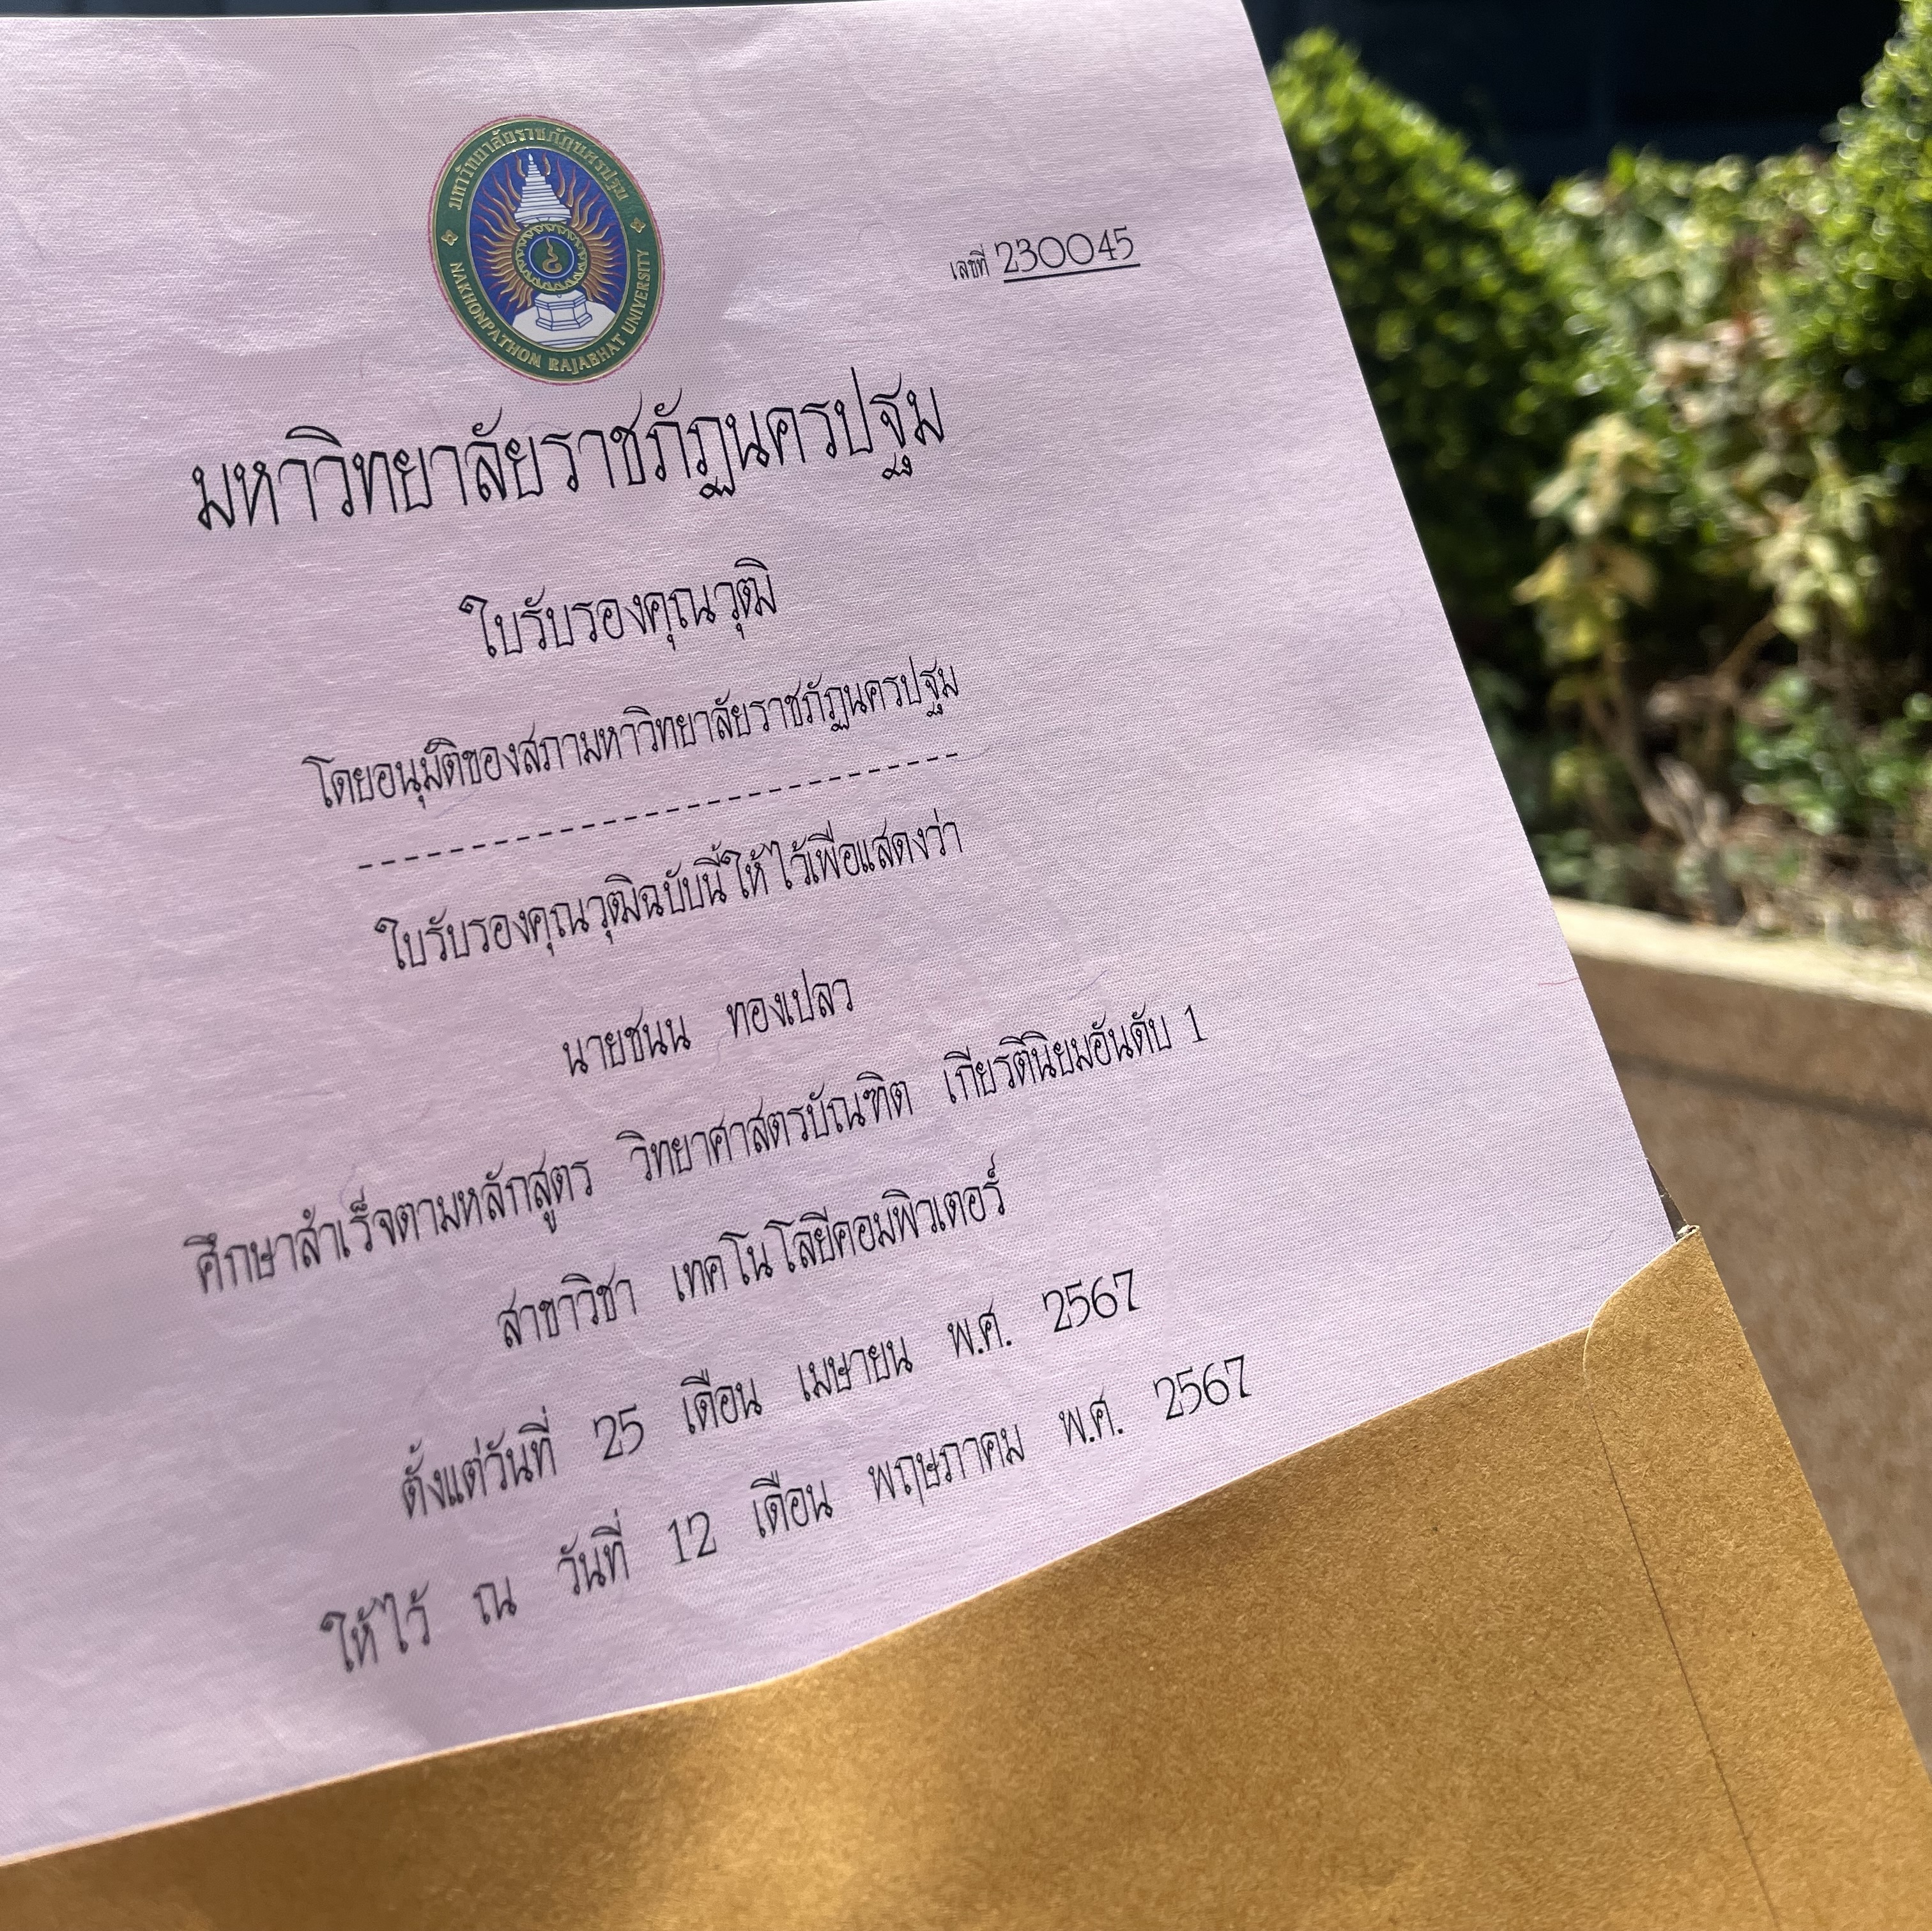 มหาวิทยาลัยราชภัฏนครปฐม
NAKHONPATHOM RAJABHAT UNIVERSITY
เลขที่ 230045
มหาวิทยาลัยราชภัฏนครปฐม
ใบรับรองคุณวุฒิ
โดยอนุมัติของสภามหาวิทยาลัยราชภัฏนครปฐม
ใบรับรองคุณวุฒิฉบับนี้ให้ไว้เพื่อแสดงว่า
นายชนน ทองเปลว
ศึกษาสำเร็จตามหลักสูตร วิทยาศาสตรบัณฑิต เกียรตินิยมอันดับ 1
สาขาวิชา เทคโนโลยีคอมพิวเตอร์
ตั้งแต่วันที่ 25 เดือน เมษายน พ.ศ. 2567
ให้ไว้ ณ วันที่ 12 เดือน พฤษภาคม พ.ศ. 2567